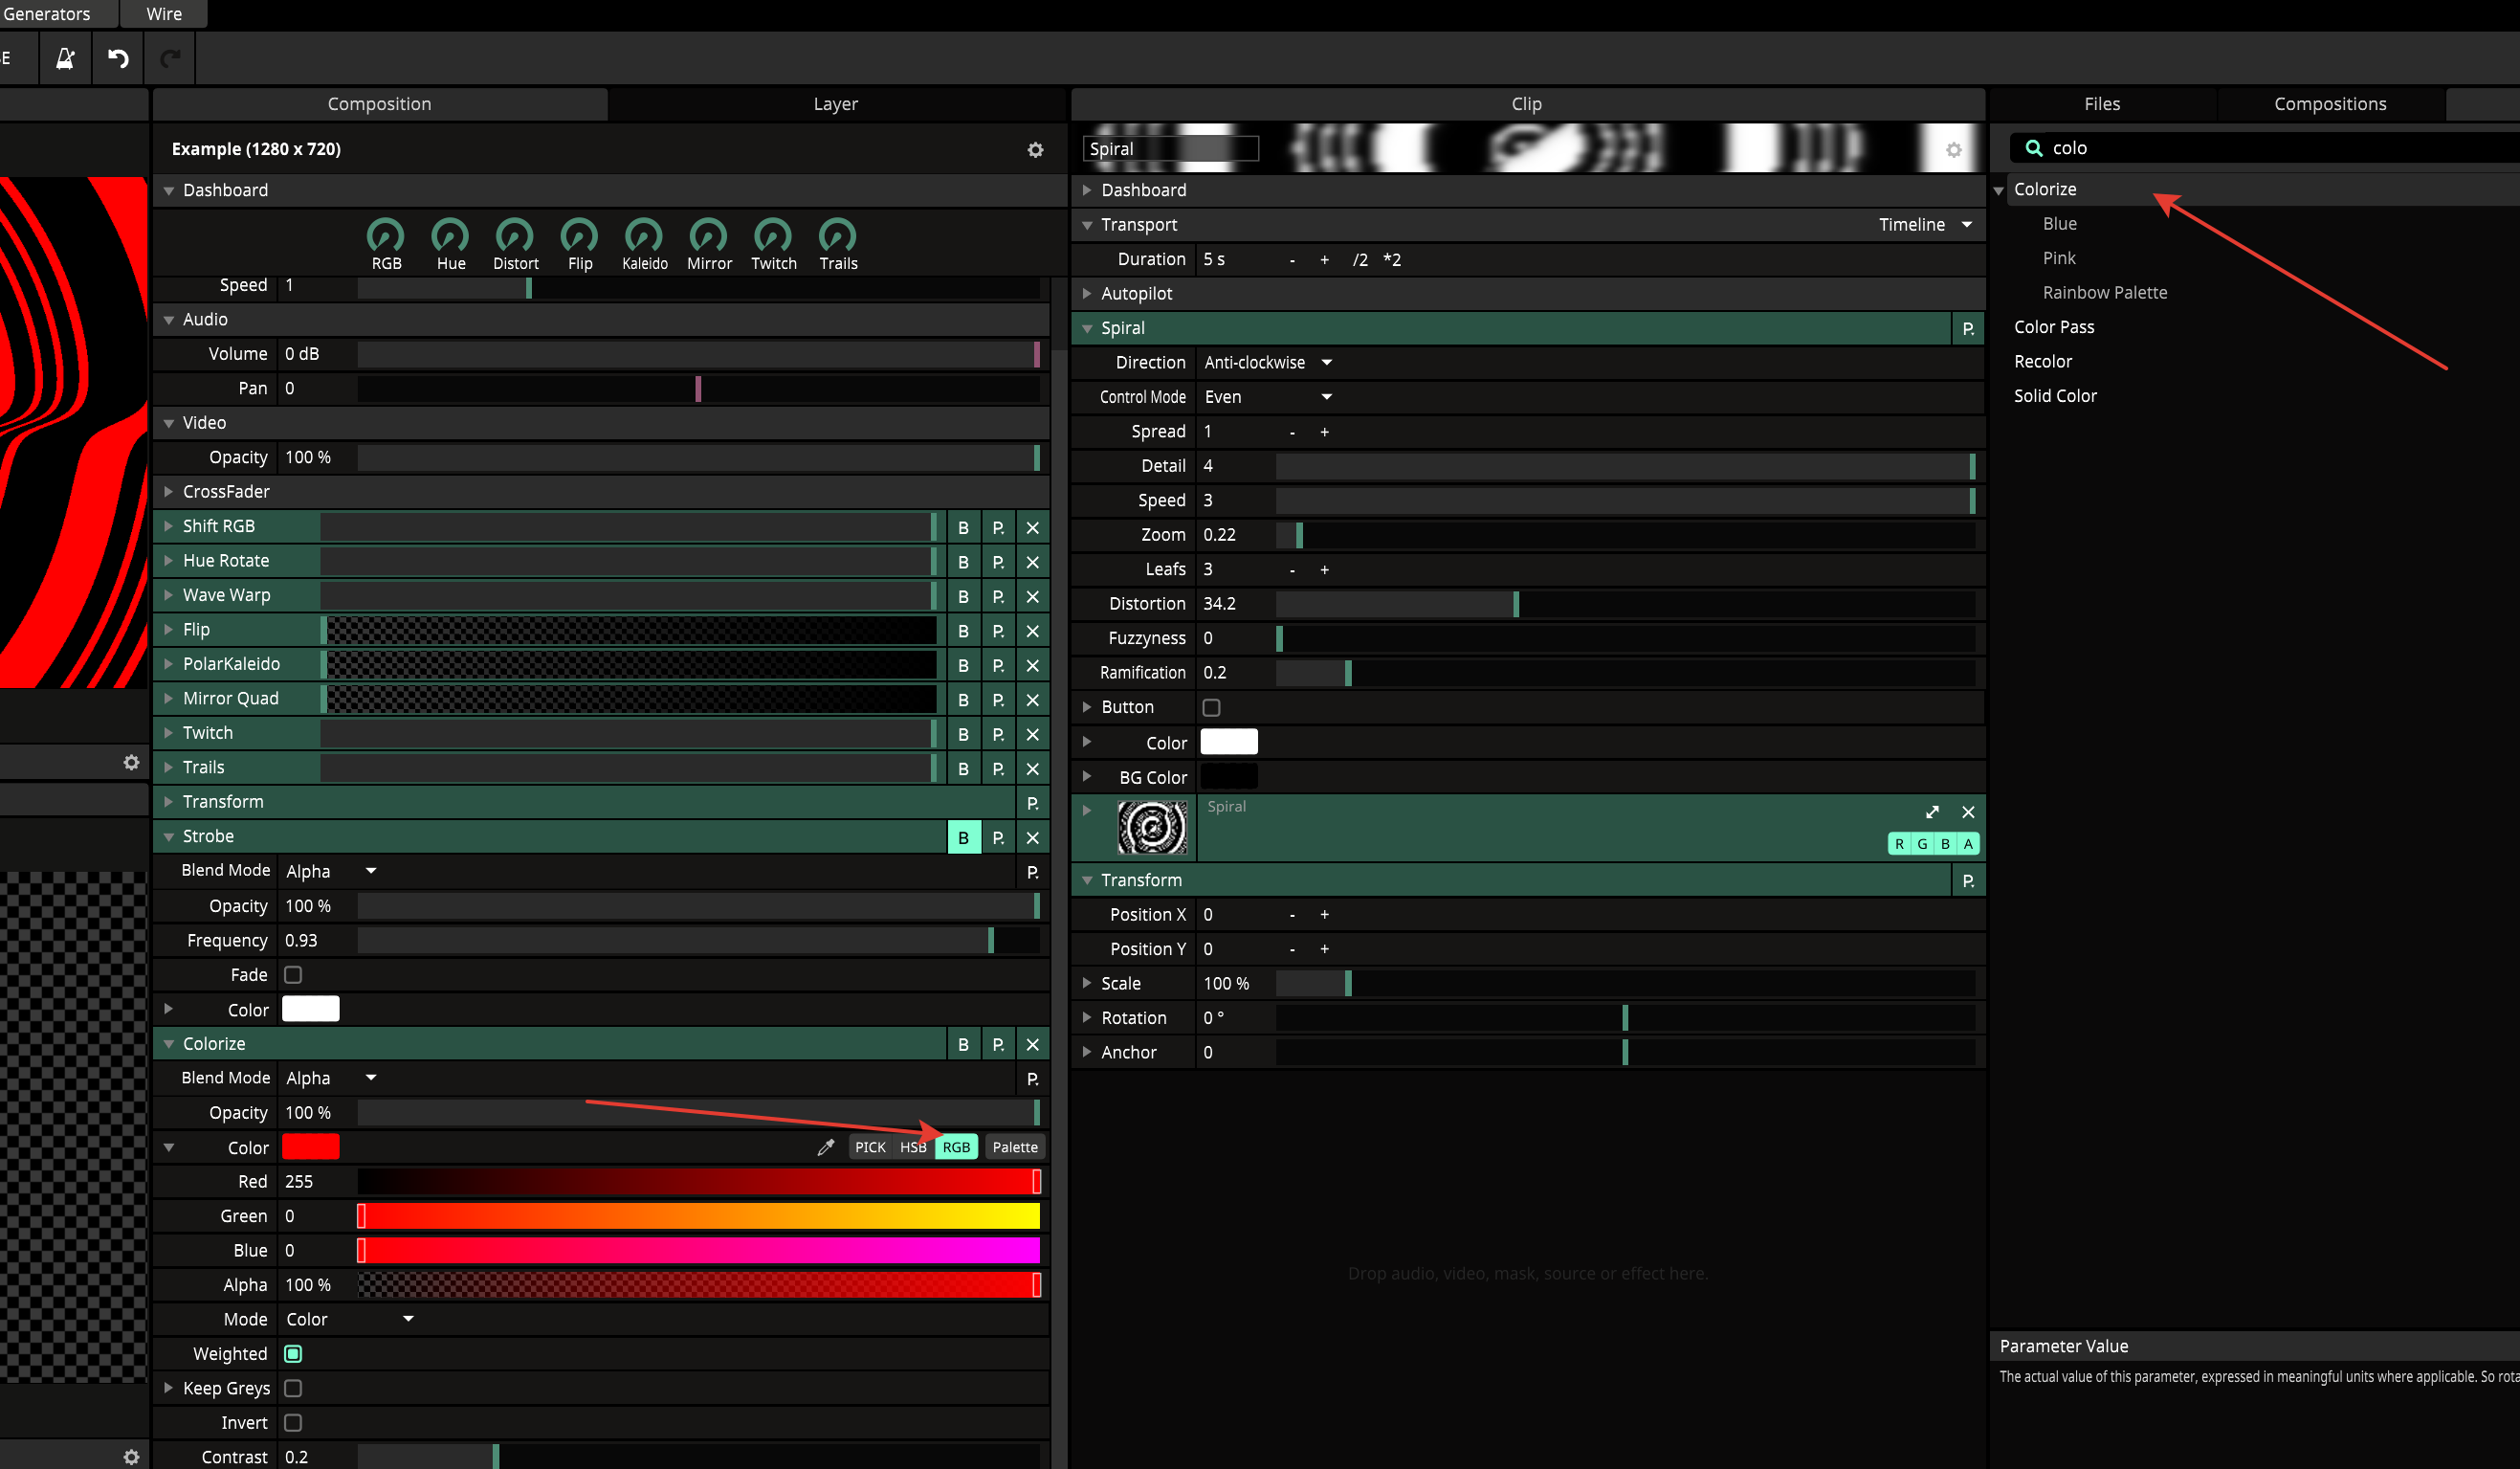 Generators Wire
E
Composition Layer Clip Files Compositions
Example (1280 x 720)
Dashboard
RGB Hue Distort Flip Kaleido Mirror Twitch Trails
Speed 1
Audio
Volume 0 dB
Pan 0
Video
Opacity 100 %
CrossFader
Shift RGB B P. X
Hue Rotate B P. X
Wave Warp B P. X
Flip B P. X
PolarKaleido B P. X
Mirror Quad B P. X
Twitch B P. X
Trails B P. X
Transform P.
Strobe B P. X
Blend Mode Alpha P.
Opacity 100 %
Frequency 0.93
Fade
Color
Colorize B P. X
Blend Mode Alpha P.
Opacity 100 %
Color PICK HSB RGB Palette
Red 255
Green 0
Blue 0
Alpha 100 %
Mode Color
Weighted
Keep Greys
Invert
Contrast 0.2
Spiral
Dashboard
Transport Timeline
Duration 5 s - + /2 *2
Autopilot
Spiral P.
Direction Anti-clockwise
Control Mode Even
Spread 1 - +
Detail 4
Speed 3
Zoom 0.22
Leafs 3 - +
Distortion 34.2
Fuzzyness 0
Ramification 0.2
Button
Color
BG Color
Spiral
R G B A
Transform P.
Position X 0 - +
Position Y 0 - +
Scale 100 %
Rotation 0 °
Anchor 0
Drop audio, video, mask, source or effect here.
colo
Colorize
Blue
Pink
Rainbow Palette
Color Pass
Recolor
Solid Color
Parameter Value
The actual value of this parameter, expressed in meaningful units where applicable. So rota